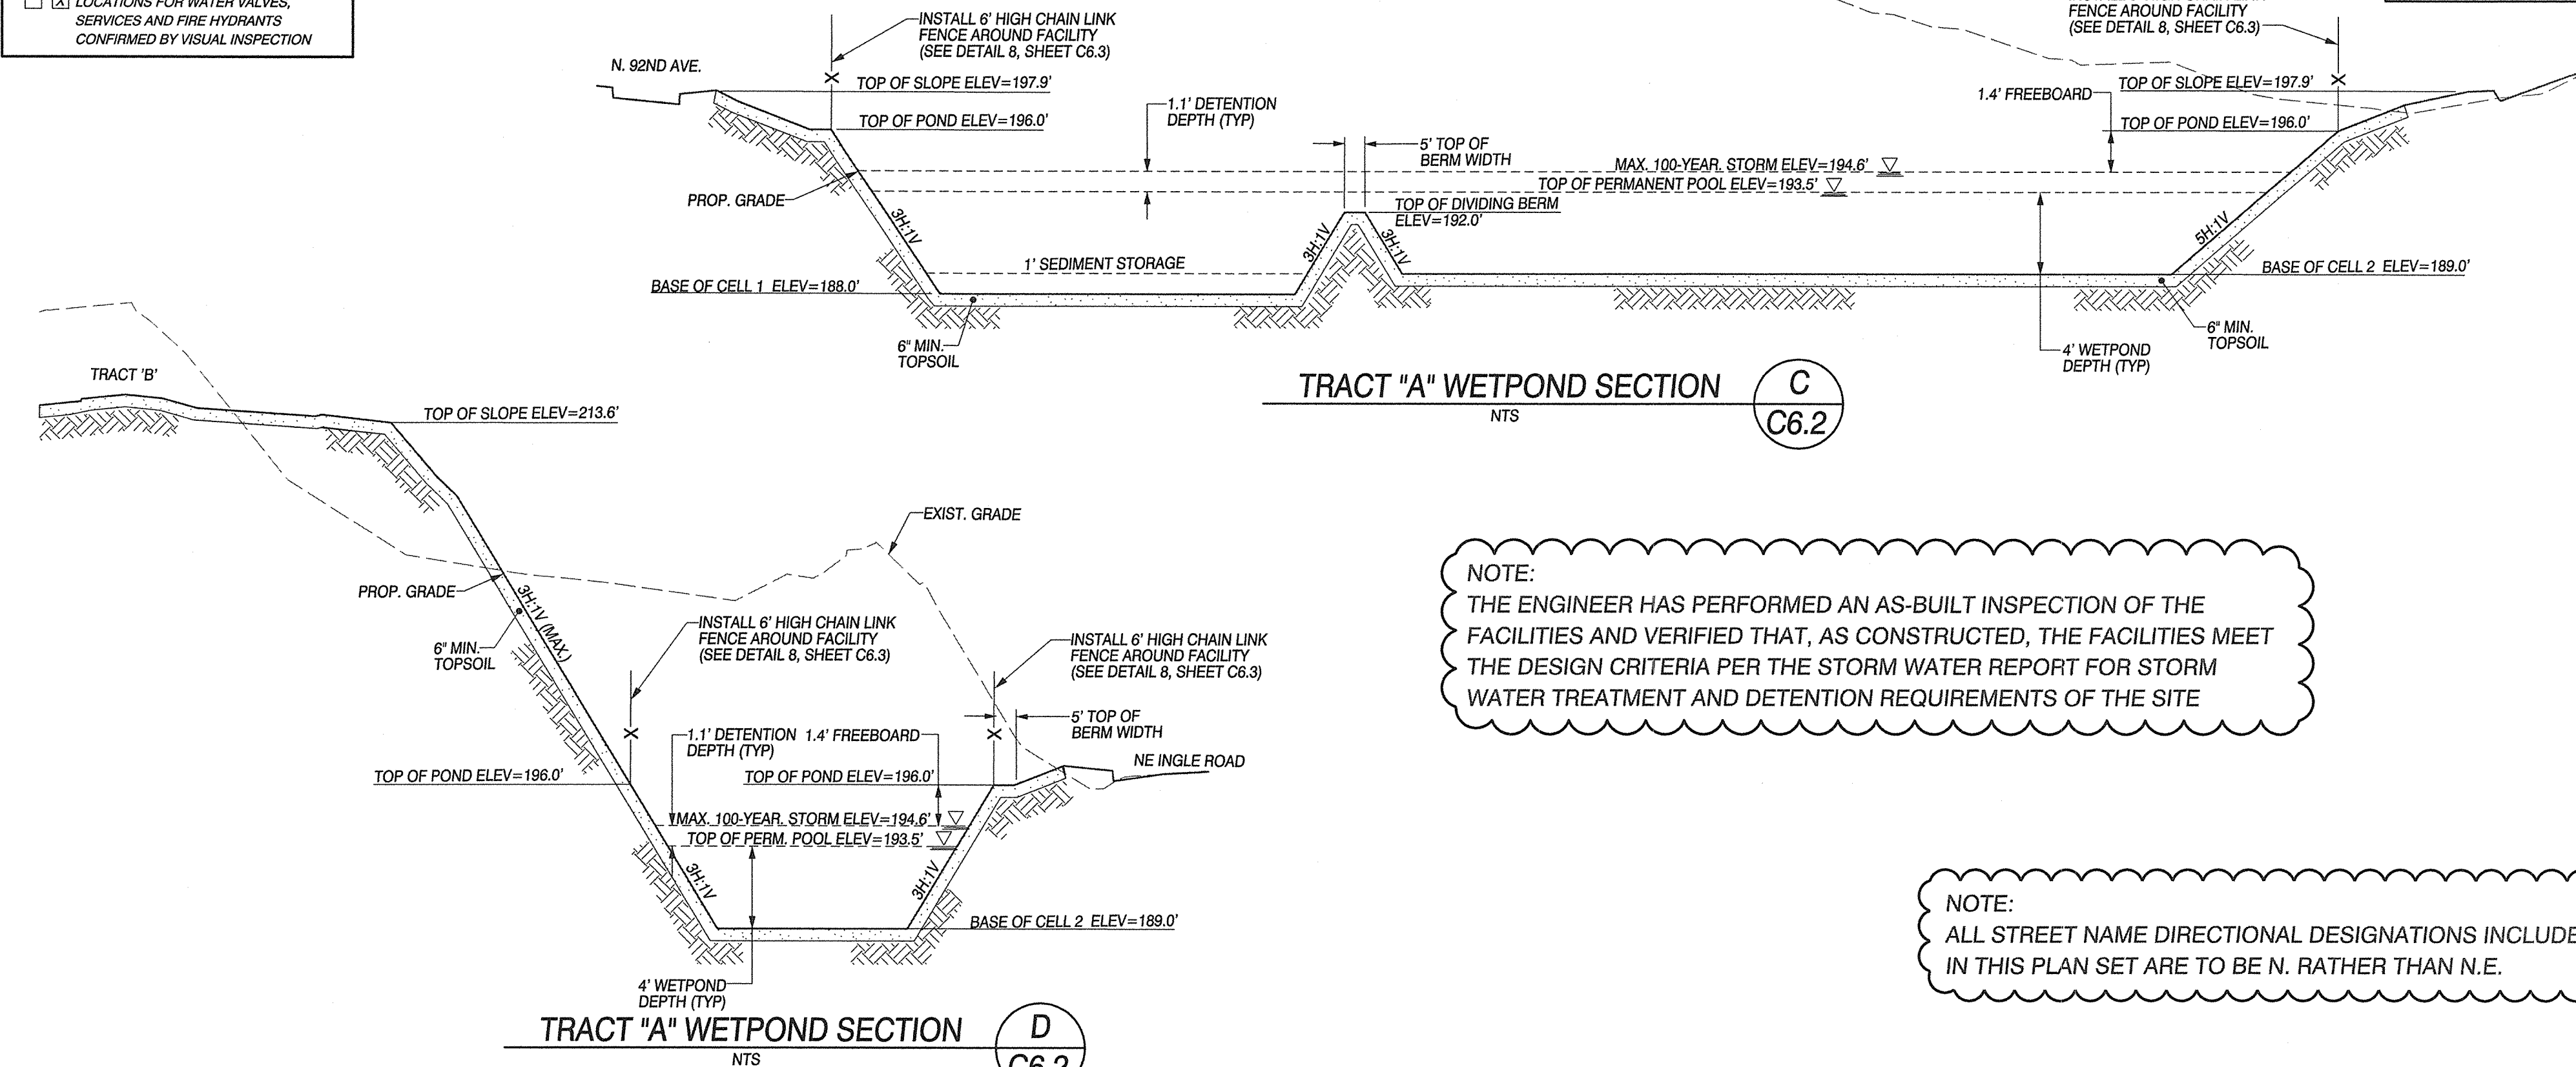 X LOCATIONS FOR WATER VALVES,
SERVICES AND FIRE HYDRANTS
CONFIRMED BY VISUAL INSPECTION
INSTALL 6' HIGH CHAIN LINK
FENCE AROUND FACILITY
(SEE DETAIL 8, SHEET C6.3)
FENCE AROUND FACILITY
(SEE DETAIL 8, SHEET C6.3)
N. 92ND AVE.
X
TOP OF SLOPE ELEV=197.9'
TOP OF POND ELEV=196.0'
1.1' DETENTION
DEPTH (TYP)
5' TOP OF
BERM WIDTH
1.4' FREEBOARD
TOP OF SLOPE ELEV=197.9'
X
TOP OF POND ELEV=196.0'
MAX. 100-YEAR. STORM ELEV=194.6'
TOP OF PERMANENT POOL ELEV=193.5'
PROP. GRADE
TOP OF DIVIDING BERM
ELEV=192.0'
3H:1V
3H:1V
3H:1V
5H:1V
1' SEDIMENT STORAGE
BASE OF CELL 1 ELEV=188.0'
BASE OF CELL 2 ELEV=189.0'
6" MIN.
TOPSOIL
4' WETPOND
DEPTH (TYP)
6" MIN.
TOPSOIL
TRACT "A" WETPOND SECTION
NTS
C
C6.2
TRACT 'B'
TOP OF SLOPE ELEV=213.6'
EXIST. GRADE
PROP. GRADE
3H:1V (MAX.)
6" MIN.
TOPSOIL
INSTALL 6' HIGH CHAIN LINK
FENCE AROUND FACILITY
(SEE DETAIL 8, SHEET C6.3)
INSTALL 6' HIGH CHAIN LINK
FENCE AROUND FACILITY
(SEE DETAIL 8, SHEET C6.3)
5' TOP OF
BERM WIDTH
X
X
1.1' DETENTION
DEPTH (TYP)
1.4' FREEBOARD
NE INGLE ROAD
TOP OF POND ELEV=196.0'
TOP OF POND ELEV=196.0'
MAX. 100-YEAR. STORM ELEV=194.6'
TOP OF PERM. POOL ELEV=193.5'
3H:1V
3H:1V
BASE OF CELL 2 ELEV=189.0'
4' WETPOND
DEPTH (TYP)
TRACT "A" WETPOND SECTION
NTS
D
C6.2
NOTE:
THE ENGINEER HAS PERFORMED AN AS-BUILT INSPECTION OF THE
FACILITIES AND VERIFIED THAT, AS CONSTRUCTED, THE FACILITIES MEET
THE DESIGN CRITERIA PER THE STORM WATER REPORT FOR STORM
WATER TREATMENT AND DETENTION REQUIREMENTS OF THE SITE
NOTE:
ALL STREET NAME DIRECTIONAL DESIGNATIONS INCLUDE
IN THIS PLAN SET ARE TO BE N. RATHER THAN N.E.